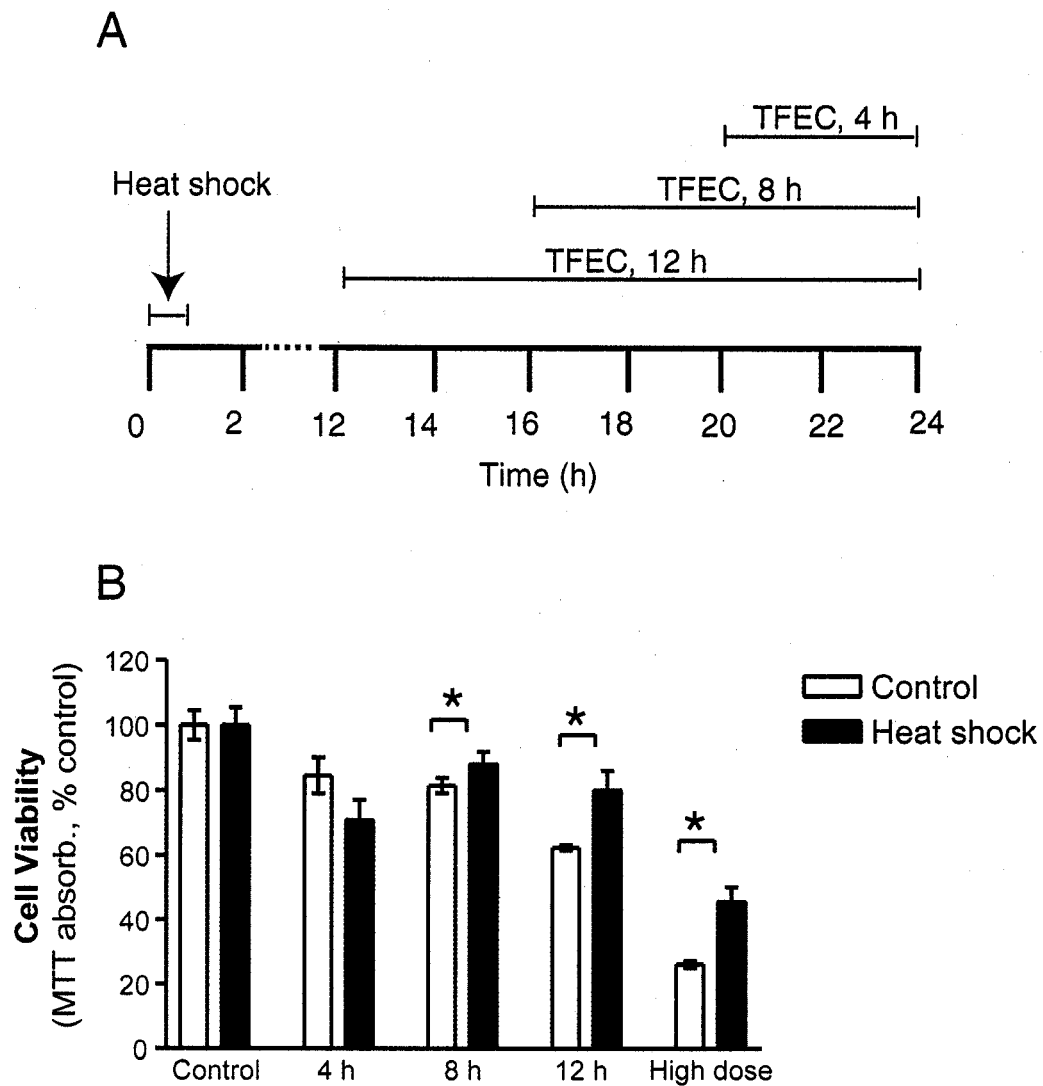 A
TFEC, 4 h
Heat shock
TFEC, 8 h
TFEC, 12 h
0 2 12 14 16 18 20 22 24
Time (h)
B
Cell Viability
(MTT absorb., % control)
120
100
80
60
40
20
0
*
*
*
Control
Heat shock
Control 4 h 8 h 12 h High dose